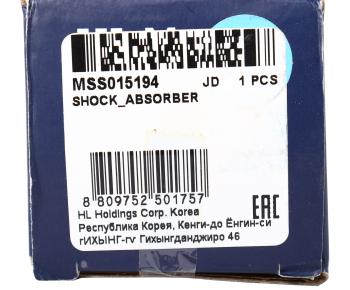 MSS015194 JD 1 PCS
SHOCK_ABSORBER
8 809752 501757
EAC
HL Holdings Corp. Korea
Республика Корея, Кенги-до Ёнгин-си
гИХЫНГ-гv Гихынгданджиро 46